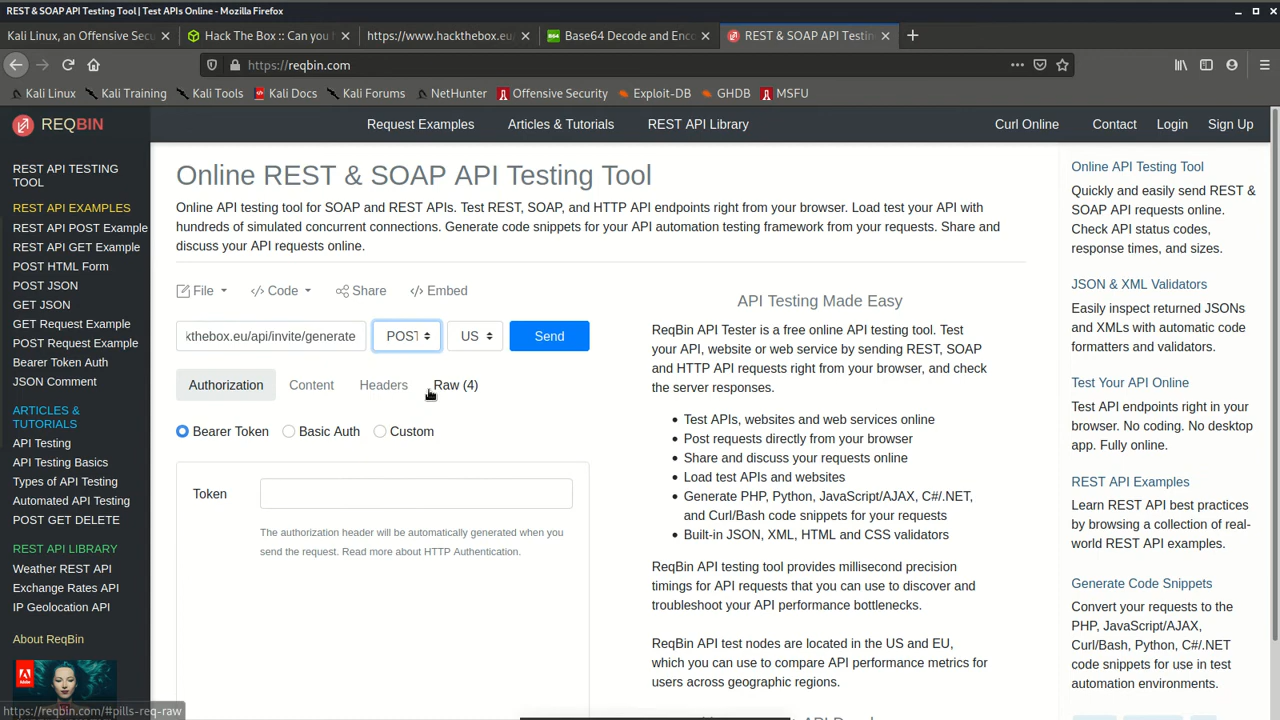 REST & SOAP API Testing Tool | Test APIs Online - Mozilla Firefox
Kali Linux, an Offensive Secu
Hack The Box :: Can you h
https://www.hackthebox.eu/
Base64 Decode and Enco
REST & SOAP API Testin
https://reqbin.com
Kali Linux
Kali Training
Kali Tools
Kali Docs
Kali Forums
NetHunter
Offensive Security
Exploit-DB
GHDB
MSFU
REQBIN
Request Examples
Articles & Tutorials
REST API Library
Curl Online
Contact
Login
Sign Up
REST API TESTING
TOOL
REST API EXAMPLES
REST API POST Example
REST API GET Example
POST HTML Form
POST JSON
GET JSON
GET Request Example
POST Request Example
Bearer Token Auth
JSON Comment
ARTICLES &
TUTORIALS
API Testing
API Testing Basics
Types of API Testing
Automated API Testing
POST GET DELETE
REST API LIBRARY
Weather REST API
Exchange Rates API
IP Geolocation API
About ReqBin
Adobe
https://reqbin.com/#pills-req-raw
Online REST & SOAP API Testing Tool
Online API testing tool for SOAP and REST APIs. Test REST, SOAP, and HTTP API endpoints right from your browser. Load test your API with
hundreds of simulated concurrent connections. Generate code snippets for your API automation testing framework from your requests. Share and
discuss your API requests online.
File
Code
Share
Embed
kthebox.eu/api/invite/generate
POST
US
Send
Authorization
Content
Headers
Raw (4)
Bearer Token
Basic Auth
Custom
Token
The authorization header will be automatically generated when you
send the request. Read more about HTTP Authentication.
API Testing Made Easy
ReqBin API Tester is a free online API testing tool. Test
your API, website or web service by sending REST, SOAP
and HTTP API requests right from your browser, and check
the server responses.
Test APIs, websites and web services online
Post requests directly from your browser
Share and discuss your requests online
Load test APIs and websites
Generate PHP, Python, JavaScript/AJAX, C#/.NET,
and Curl/Bash code snippets for your requests
Built-in JSON, XML, HTML and CSS validators
ReqBin API testing tool provides millisecond precision
timings for API requests that you can use to discover and
troubleshoot your API performance bottlenecks.
ReqBin API test nodes are located in the US and EU,
which you can use to compare API performance metrics for
users across geographic regions.
Online API Testing Tool
Quickly and easily send REST &
SOAP API requests online.
Check API status codes,
response times, and sizes.
JSON & XML Validators
Easily inspect returned JSONs
and XMLs with automatic code
formatters and validators.
Test Your API Online
Test API endpoints right in your
browser. No coding. No desktop
app. Fully online.
REST API Examples
Learn REST API best practices
by browsing a collection of real-
world REST API examples.
Generate Code Snippets
Convert your requests to the
PHP, JavaScript/AJAX,
Curl/Bash, Python, C#/.NET
code snippets for use in test
automation environments.